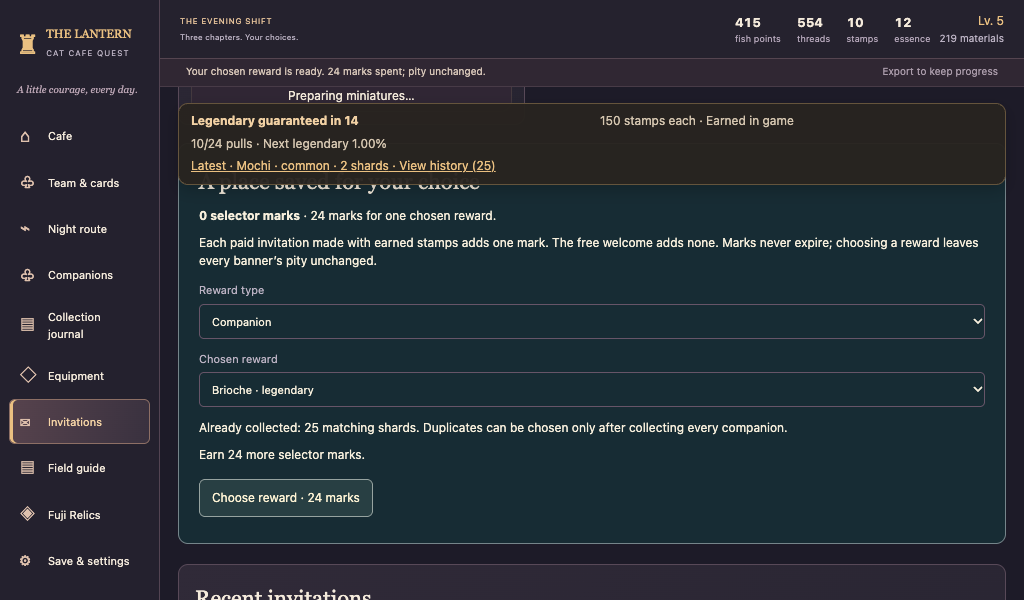 THE LANTERN
CAT CAFE QUEST
A little courage, every day.
Cafe
Team & cards
Night route
Companions
Collection
journal
Equipment
Invitations
Field guide
Fuji Relics
Save & settings
THE EVENING SHIFT
Three chapters. Your choices.
415
fish points
554
threads
10
stamps
12
essence
Lv. 5
219 materials
Your chosen reward is ready. 24 marks spent; pity unchanged.
Export to keep progress
Preparing miniatures...
Legendary guaranteed in 14
150 stamps each · Earned in game
10/24 pulls · Next legendary 1.00%
Latest · Mochi · common · 2 shards · View history (25)
A place saved for your choice
0 selector marks · 24 marks for one chosen reward.
Each paid invitation made with earned stamps adds one mark. The free welcome adds none. Marks never expire; choosing a reward leaves
every banner's pity unchanged.
Reward type
Companion
Chosen reward
Brioche · legendary
Already collected: 25 matching shards. Duplicates can be chosen only after collecting every companion.
Earn 24 more selector marks.
Choose reward · 24 marks
Recent invitations